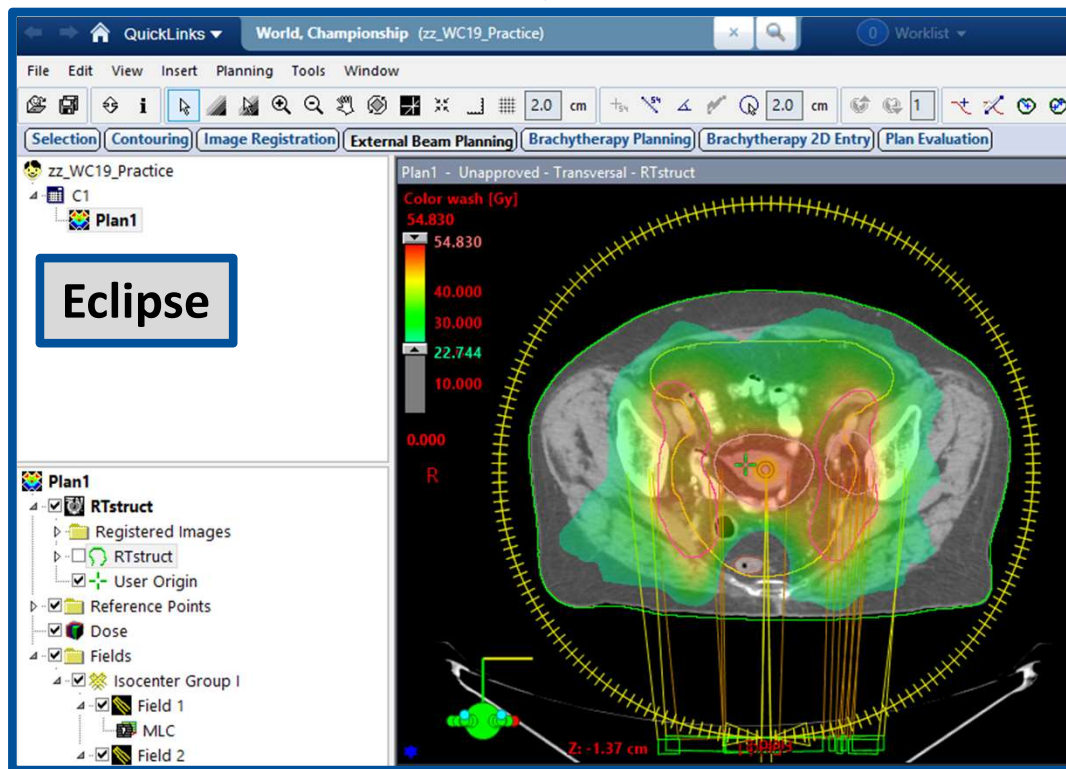 QuickLinks World, Championship (zz_WC19_Practice) × 0 Worklist
File Edit View Insert Planning Tools Window
2.0 cm 2.0 cm 1
Selection Contouring Image Registration External Beam Planning Brachytherapy Planning Brachytherapy 2D Entry Plan Evaluation
zz_WC19_Practice
C1
Plan1
Eclipse
Plan1 - Unapproved - Transversal - RTstruct
Color wash [Gy]
54.830
54.830
40.000
30.000
22.744
10.000
0.000
R
Z: -1.37 cm
Plan1
RTstruct
Registered Images
RTstruct
User Origin
Reference Points
Dose
Fields
Isocenter Group I
Field 1
MLC
Field 2